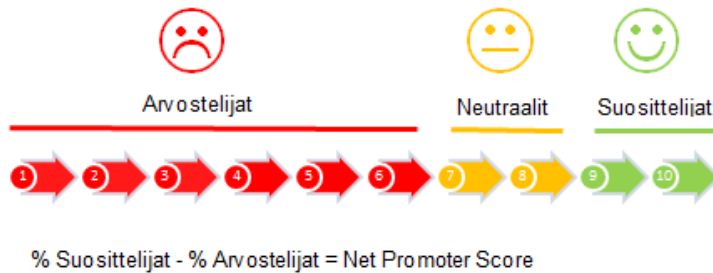 Arvostelijat Neutraalit Suosittelijat
1 2 3 4 5 6 7 8 9 10
% Suosittelijat - % Arvostelijat = Net Promoter Score